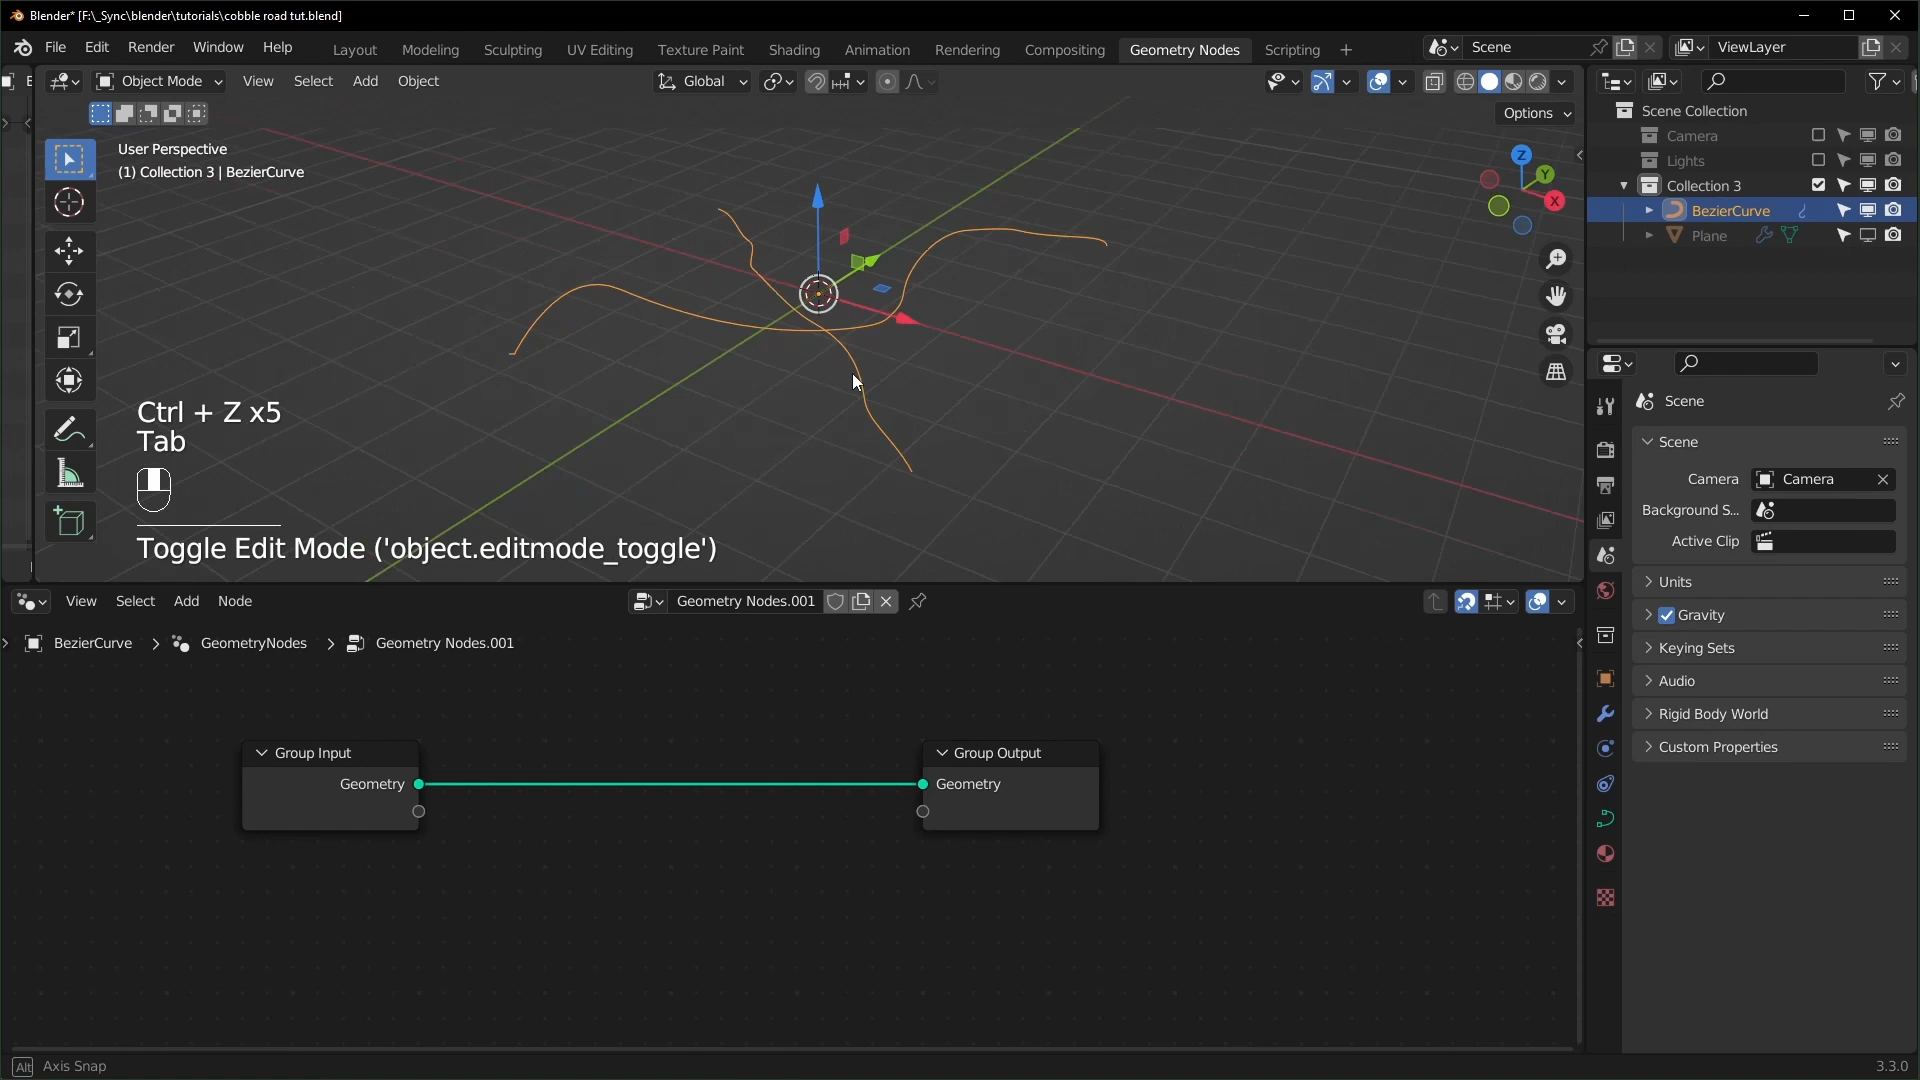 Blender* [F:\_Sync\blender\tutorials\cobble road tut.blend]
File Edit Render Window Help Layout Modeling Sculpting UV Editing Texture Paint Shading Animation Rendering Compositing Geometry Nodes Scripting + Scene ViewLayer
Object Mode View Select Add Object Global
Options
User Perspective
(1) Collection 3 | BezierCurve
Z
Y
X
Ctrl + Z x5
Tab
Toggle Edit Mode ('object.editmode_toggle')
Scene Collection
Camera
Lights
Collection 3
BezierCurve
Plane
Scene
Scene
Camera Camera
Background S...
Active Clip
Units
Gravity
Keying Sets
Audio
Rigid Body World
Custom Properties
View Select Add Node Geometry Nodes.001
BezierCurve > GeometryNodes > Geometry Nodes.001
Group Input
Geometry
Group Output
Geometry
Alt Axis Snap
3.3.0